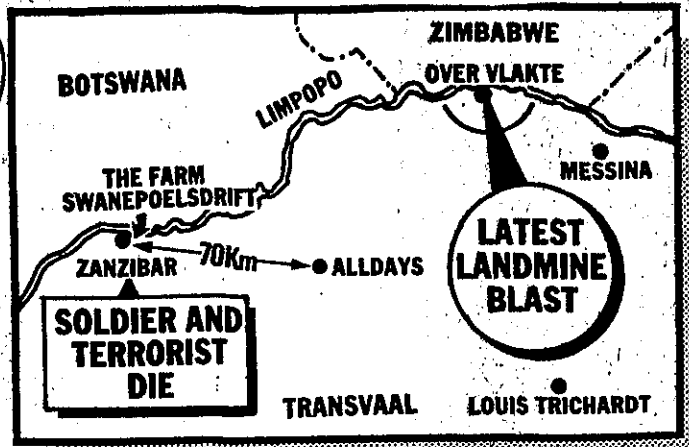 ZIMBABWE
BOTSWANA
OVER VLAKTE
LIMPOPO
MESSINA
THE FARM
SWANEPOELSDRIFT
ZANZIBAR
70Km
ALLDAYS
LATEST
LANDMINE
BLAST
SOLDIER AND
TERRORIST
DIE
TRANSVAAL
LOUIS TRICHARDT